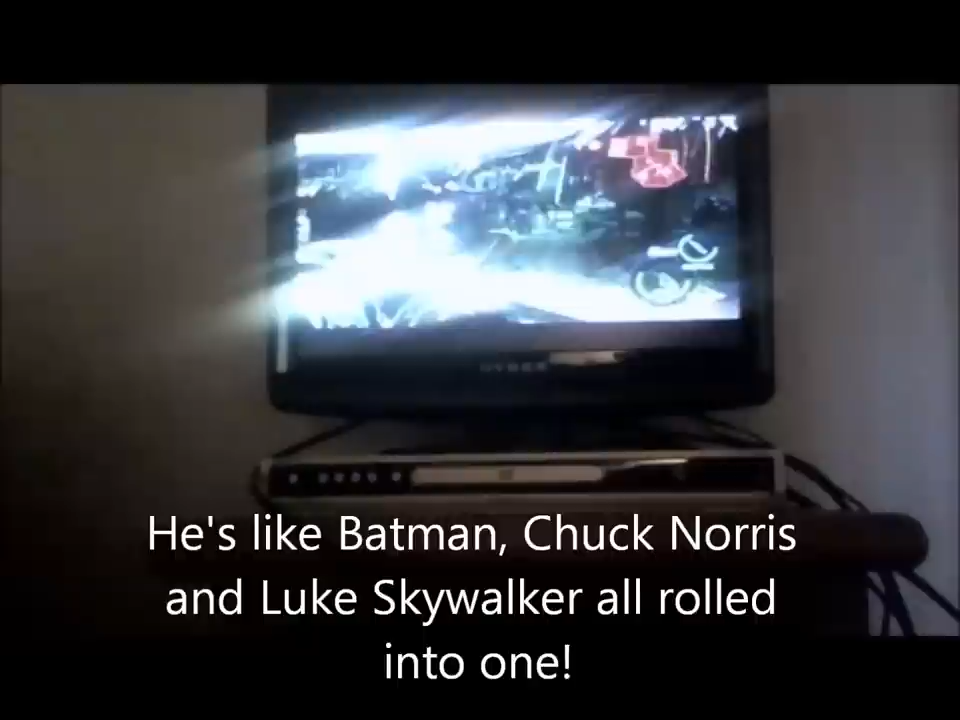 He's like Batman, Chuck Norris
and Luke Skywalker all rolled
into one!